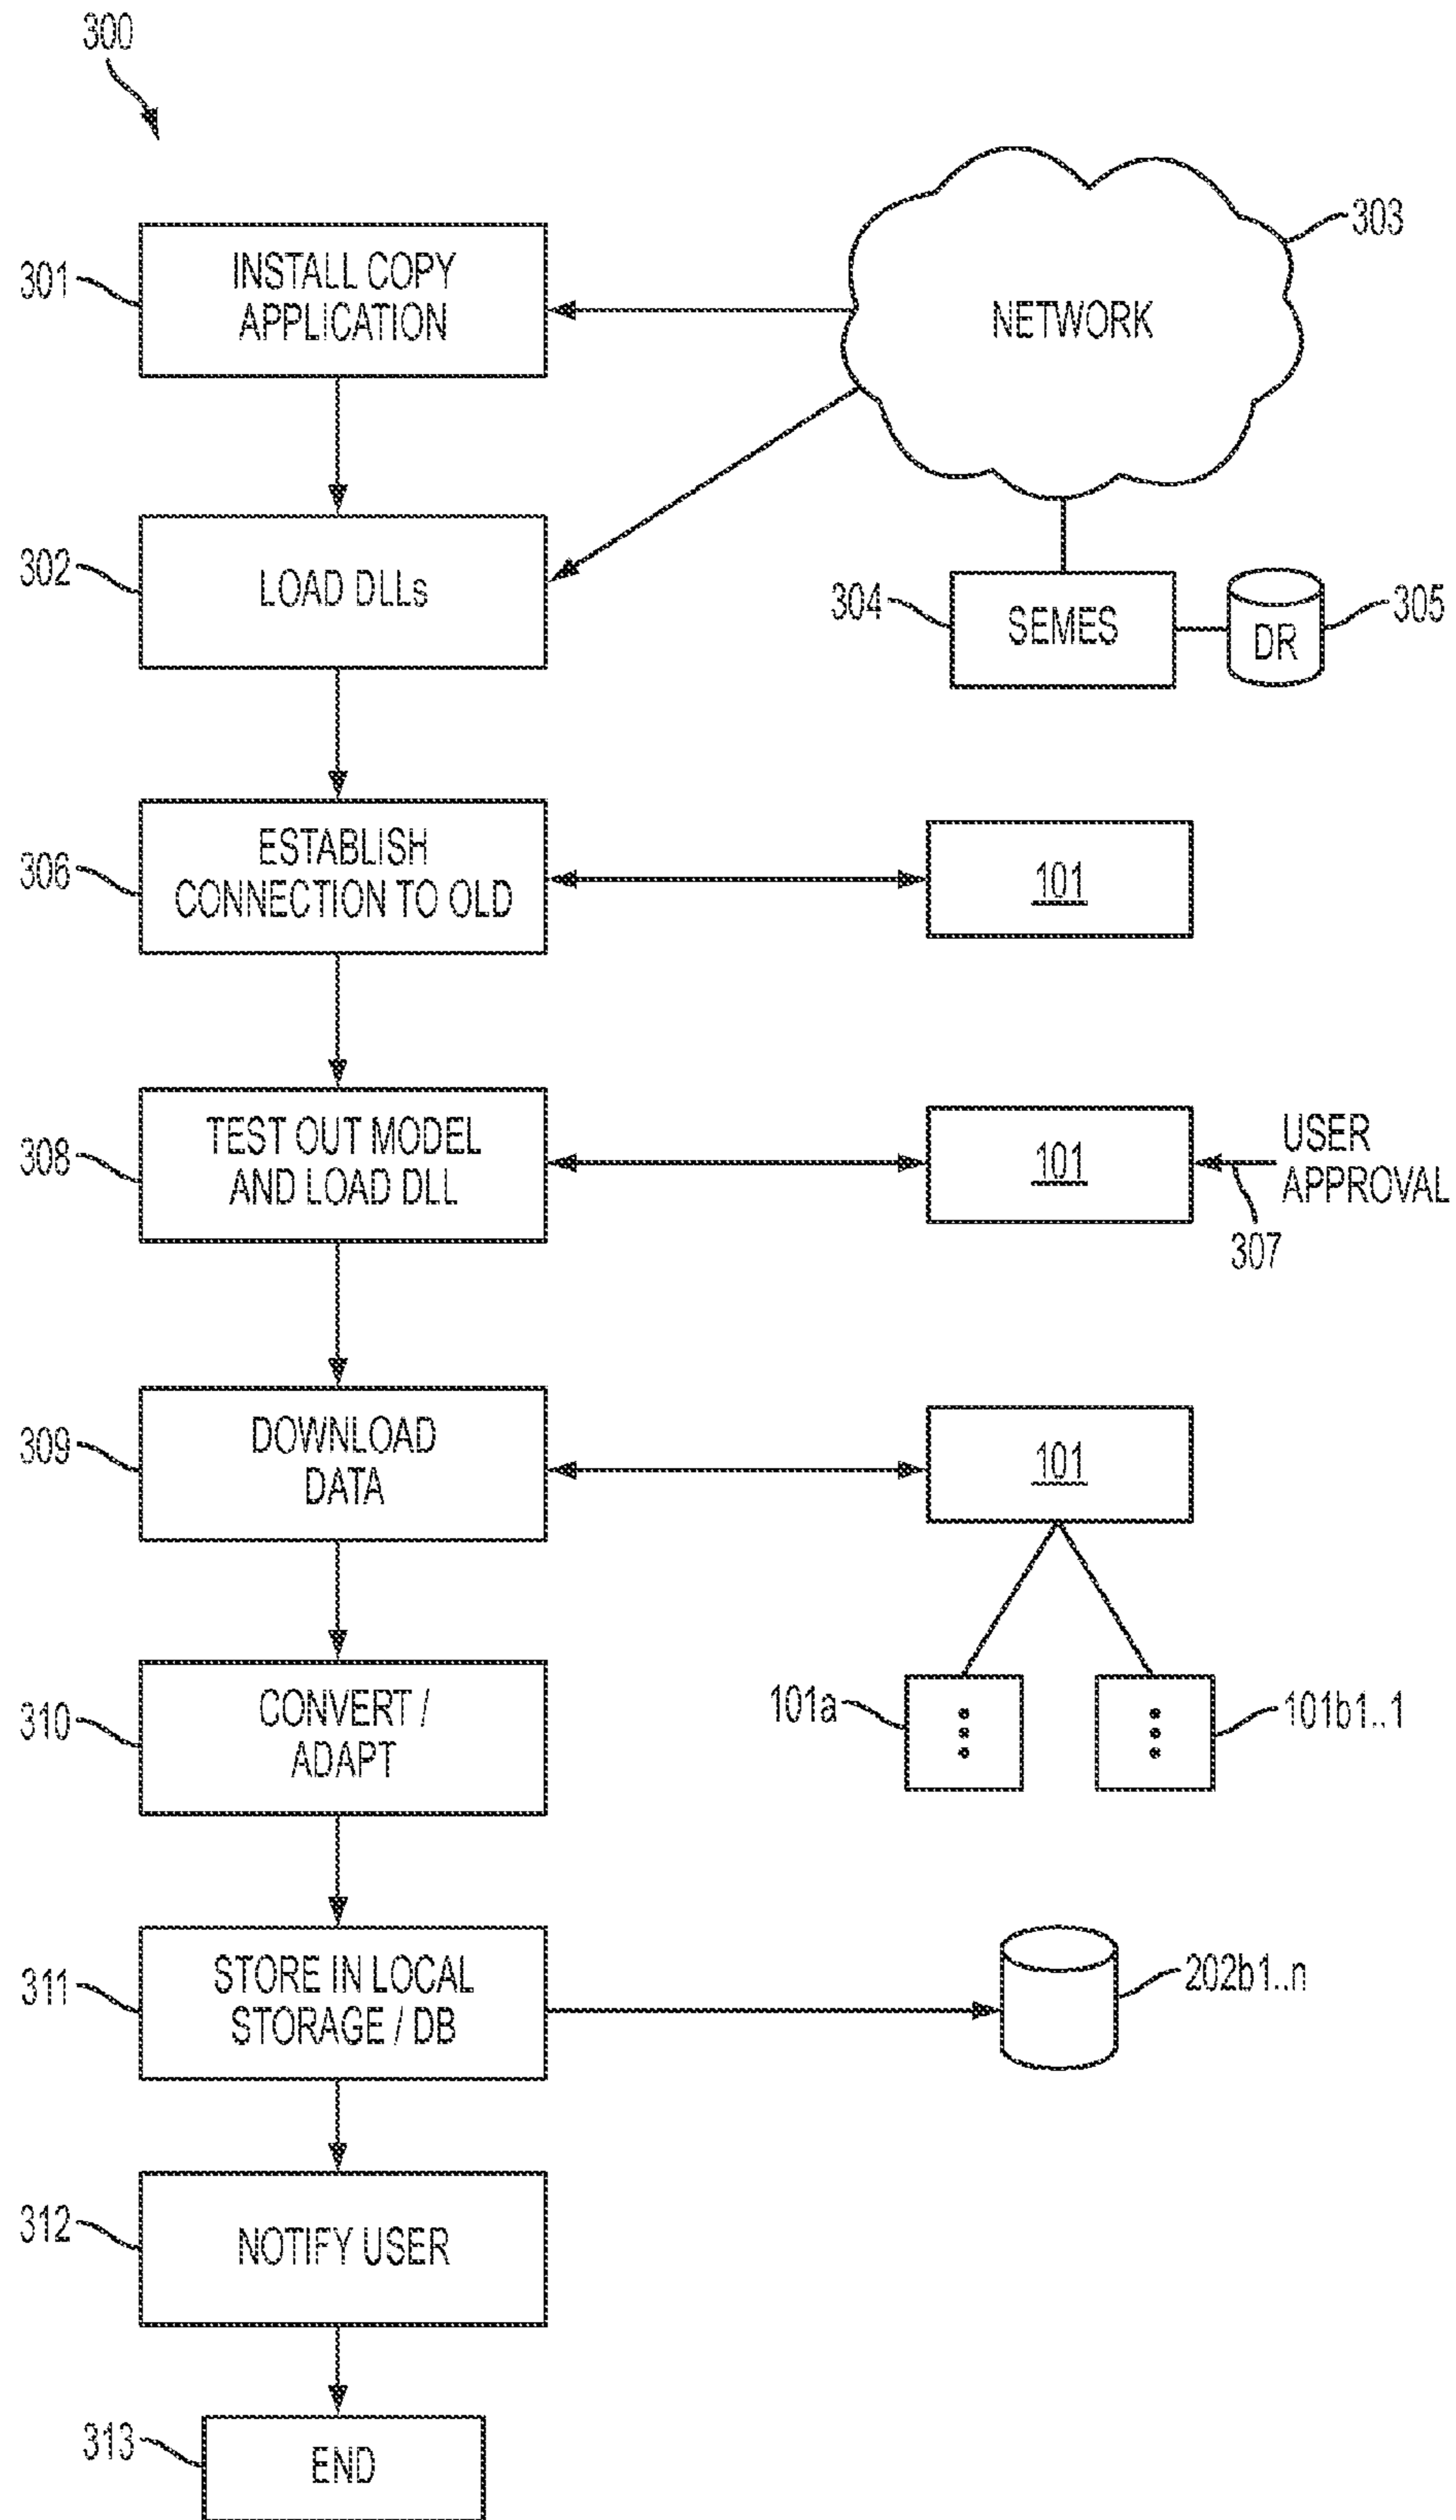 300
303
301
INSTALL COPY
APPLICATION
NETWORK
302
LOAD DLLs
304
SEMES
DR
305
306
ESTABLISH
CONNECTION TO OLD
101
308
TEST OUT MODEL
AND LOAD DLL
101
USER
APPROVAL
307
309
DOWNLOAD
DATA
101
310
CONVERT /
ADAPT
101a
101b1..1
311
STORE IN LOCAL
STORAGE / DB
202b1..n
312
NOTIFY USER
313
END